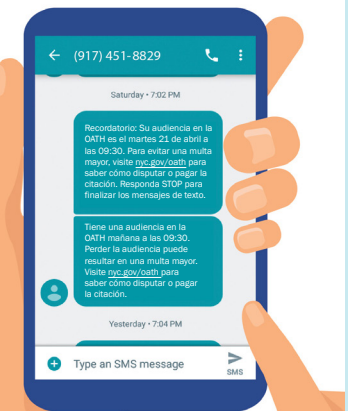 (917) 451-8829
Saturday • 7:02 PM
Recordatorio: Su audiencia en la
OATH es el martes 21 de abril a
las 09:30. Para evitar una multa
mayor, visite nyc.gov/oath para
saber cómo disputar o pagar la
citación. Responda STOP para
finalizar los mensajes de texto.
Tiene una audiencia en la
OATH mañana a las 09:30.
Perder la audiencia puede
resultar en una multa mayor.
Visite nyc.gov/oath para
saber cómo disputar o pagar
la citación.
Yesterday • 7:04 PM
Type an SMS message
SMS